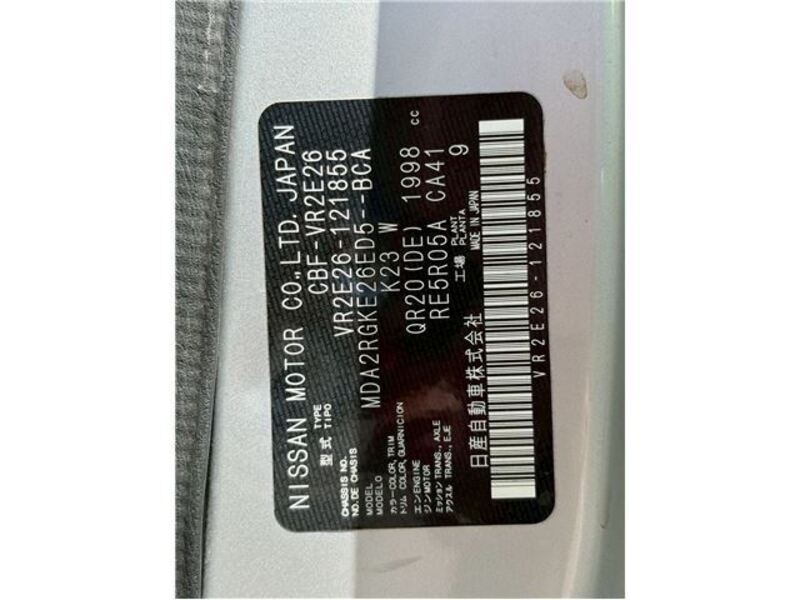 NISSAN MOTOR CO.,LTD. JAPAN
型式 TYPE TIPO CBF-VR2E26
CHASSIS NO. NO.DE CHASIS VR2E26-121855
MODEL MODELO MDA2RGKE26ED5--BCA
カラー COLOR, TRIM トリム COLOR, GUARNICION K23 W
エンジン ENGINE MOTOR QR20(DE) 1998 cc
ミッション TRANS., AXLE アクスル TRANS., EJE RE5R05A CA41
工場 PLANT PLANTA 9
日産自動車株式会社 MADE IN JAPAN
VR2E26-121855